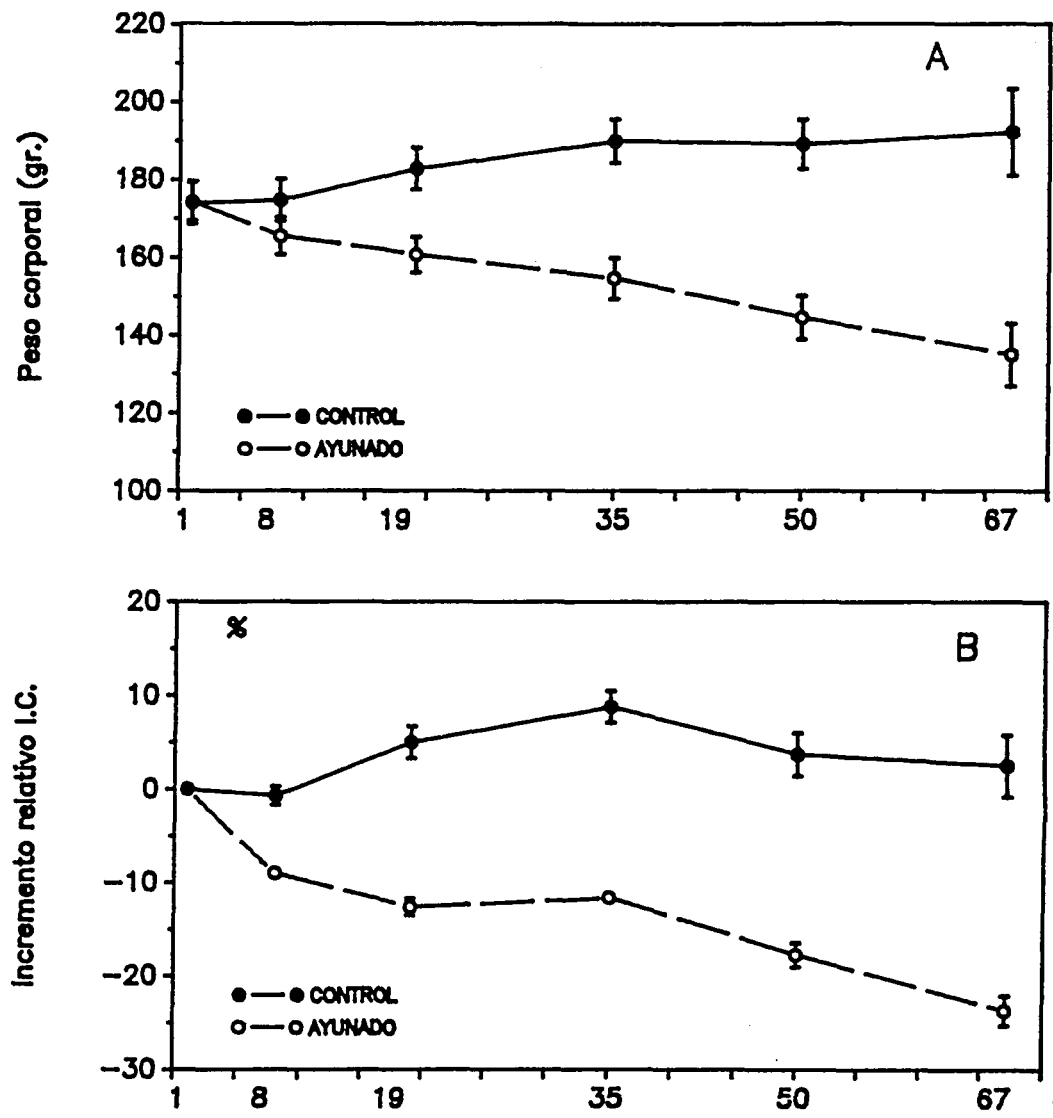 220
200
180
160
140
120
100
Peso corporal (gr.)
A
CONTROL
AYUNADO
1 8 19 35 50 67
20
10
0
-10
-20
-30
Incremento relativo I.C.
%
B
CONTROL
AYUNADO
1 8 19 35 50 67